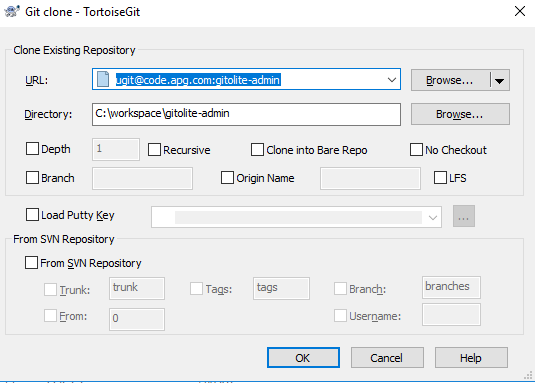 Git clone - TortoiseGit
Clone Existing Repository
URL: ugit@code.apg.com:gitolite-admin Browse...
Directory: C:\workspace\gitolite-admin Browse...
Depth 1 Recursive Clone into Bare Repo No Checkout
Branch Origin Name LFS
Load Putty Key ...
From SVN Repository
From SVN Repository
Trunk: trunk Tags: tags Branch: branches
From: 0 Username:
OK Cancel Help